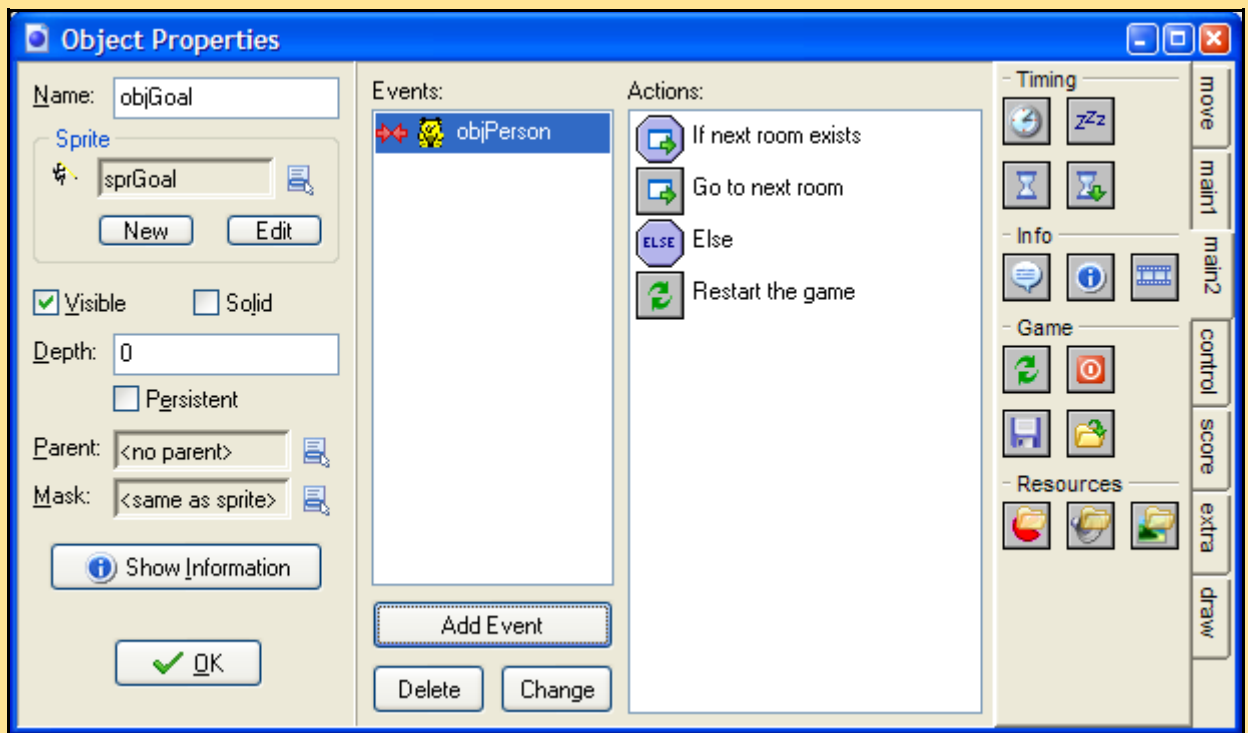 Object Properties
Name: objGoal
Sprite
sprGoal
New Edit
Visible Solid
Depth: 0
Persistent
Parent: <no parent>
Mask: <same as sprite>
Show Information
OK
Events:
objPerson
Add Event
Delete Change
Actions:
If next room exists
Go to next room
ELSE Else
Restart the game
Timing
zZz
Info
Game
Resources
move
main1
main2
control
score
extra
draw